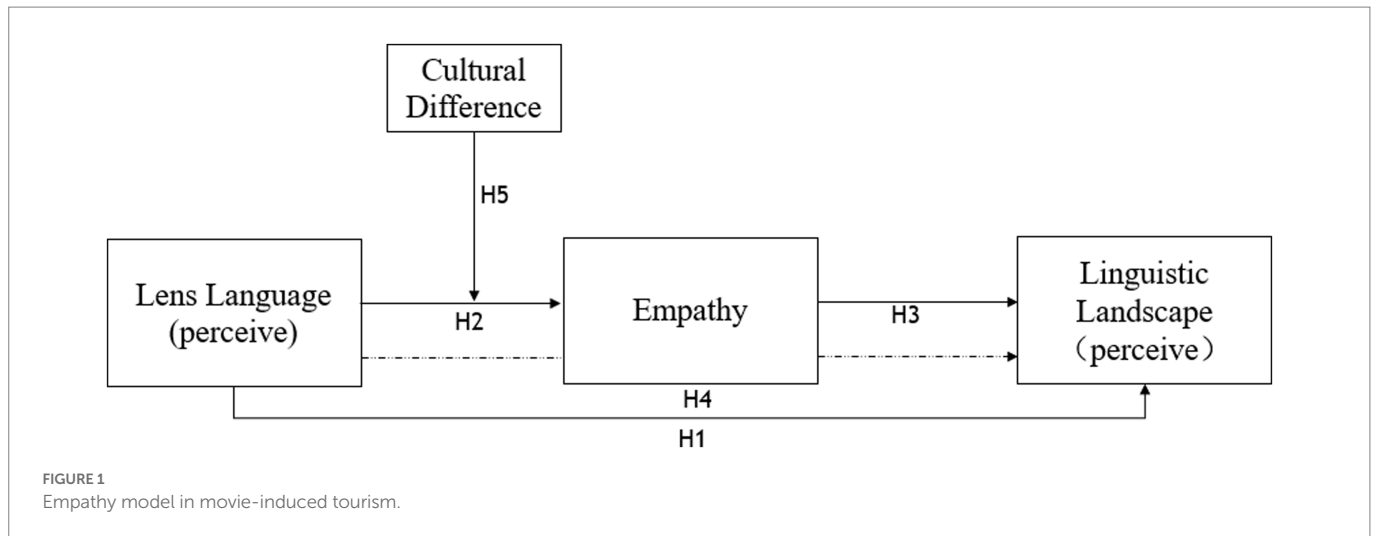 Cultural
Difference
H5
Lens Language
(perceive)
H2
Empathy
H3
Linguistic
Landscape
（perceive）
H4
H1
FIGURE 1
Empathy model in movie-induced tourism.